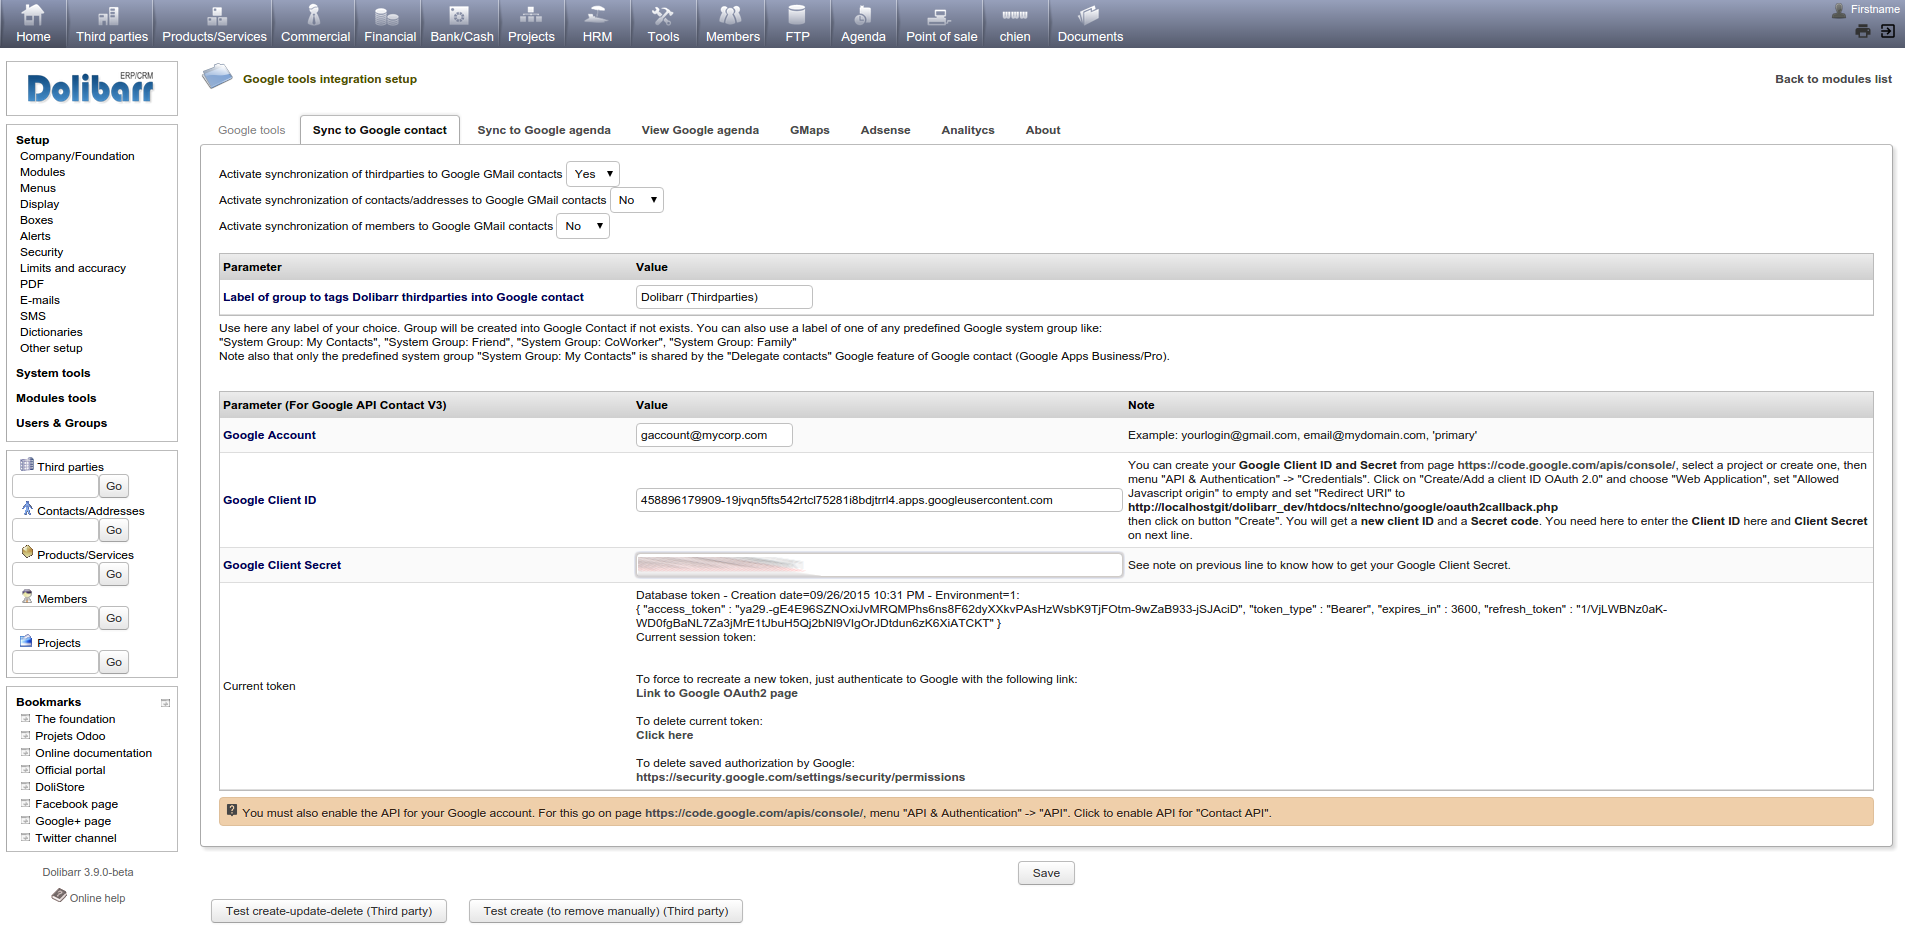 Home Third parties Products/Services Commercial Financial Bank/Cash Projects HRM Tools Members FTP Agenda Point of sale chien Documents
Firstname
Dolibarr ERP/CRM
Setup
Company/Foundation
Modules
Menus
Display
Boxes
Alerts
Security
Limits and accuracy
PDF
E-mails
SMS
Dictionaries
Other setup
System tools
Modules tools
Users & Groups
Third parties
Go
Contacts/Addresses
Go
Products/Services
Go
Members
Go
Projects
Go
Bookmarks
The foundation
Projets Odoo
Online documentation
Official portal
DoliStore
Facebook page
Google+ page
Twitter channel
Dolibarr 3.9.0-beta
Online help
Google tools integration setup
Back to modules list
Google tools Sync to Google contact Sync to Google agenda View Google agenda GMaps Adsense Analitycs About
Activate synchronization of thirdparties to Google GMail contacts Yes
Activate synchronization of contacts/addresses to Google GMail contacts No
Activate synchronization of members to Google GMail contacts No
Parameter Value
Label of group to tags Dolibarr thirdparties into Google contact Dolibarr (Thirdparties)
Use here any label of your choice. Group will be created into Google Contact if not exists. You can also use a label of one of any predefined Google system group like:
"System Group: My Contacts", "System Group: Friend", "System Group: CoWorker", "System Group: Family"
Note also that only the predefined system group "System Group: My Contacts" is shared by the "Delegate contacts" Google feature of Google contact (Google Apps Business/Pro).
Parameter (For Google API Contact V3) Value Note
Google Account gaccount@mycorp.com Example: yourlogin@gmail.com, email@mydomain.com, 'primary'
Google Client ID 458896179909-19jvqn5fts542rtcl75281i8bdjtrrl4.apps.googleusercontent.com
You can create your Google Client ID and Secret from page https://code.google.com/apis/console/, select a project or create one, then
menu "API & Authentication" -> "Credentials". Click on "Create/Add a client ID OAuth 2.0" and choose "Web Application", set "Allowed
Javascript origin" to empty and set "Redirect URI" to
http://localhostgit/dolibarr_dev/htdocs/nltechno/google/oauth2callback.php
then click on button "Create". You will get a new client ID and a Secret code. You need here to enter the Client ID here and Client Secret
on next line.
Google Client Secret See note on previous line to know how to get your Google Client Secret.
Current token
Database token - Creation date=09/26/2015 10:31 PM - Environment=1:
{ "access_token" : "ya29.-gE4E96SZNOxiJvMRQMPhs6ns8F62dyXXkvPAsHzWsbK9TjFOtm-9wZaB933-jSJAciD", "token_type" : "Bearer", "expires_in" : 3600, "refresh_token" : "1/VjLWBNz0aK-
WD0fgBaNL7Za3jMrE1tJbuH5Qj2bNl9VIgOrJDtdun6zK6XiATCKT" }
Current session token:
To force to recreate a new token, just authenticate to Google with the following link:
Link to Google OAuth2 page
To delete current token:
Click here
To delete saved authorization by Google:
https://security.google.com/settings/security/permissions
You must also enable the API for your Google account. For this go on page https://code.google.com/apis/console/, menu "API & Authentication" -> "API". Click to enable API for "Contact API".
Save
Test create-update-delete (Third party) Test create (to remove manually) (Third party)